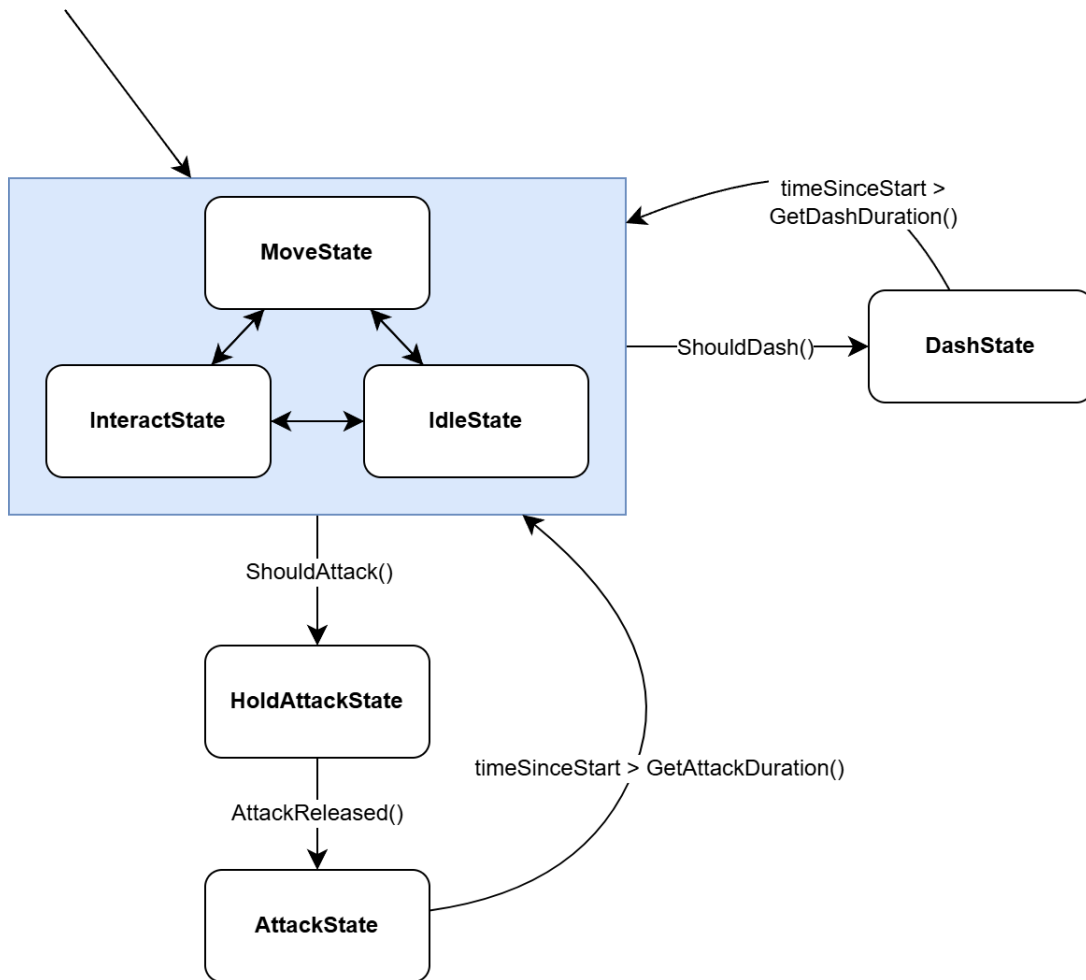 timeSinceStart >
GetDashDuration()
MoveState
ShouldDash()
DashState
InteractState
IdleState
ShouldAttack()
HoldAttackState
timeSinceStart > GetAttackDuration()
AttackReleased()
AttackState